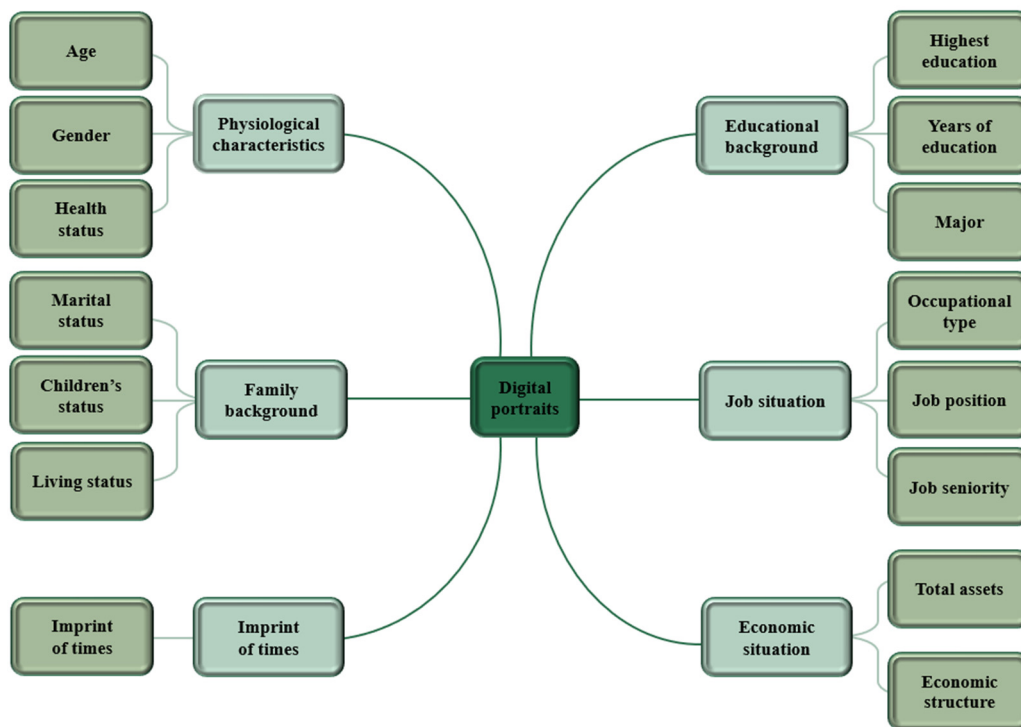 Age
Gender
Health
status
Physiological
characteristics
Marital
status
Children’s
status
Living status
Family
background
Imprint
of times
Imprint
of times
Digital
portraits
Educational
background
Highest
education
Years of
education
Major
Job situation
Occupational
type
Job position
Job seniority
Economic
situation
Total assets
Economic
structure